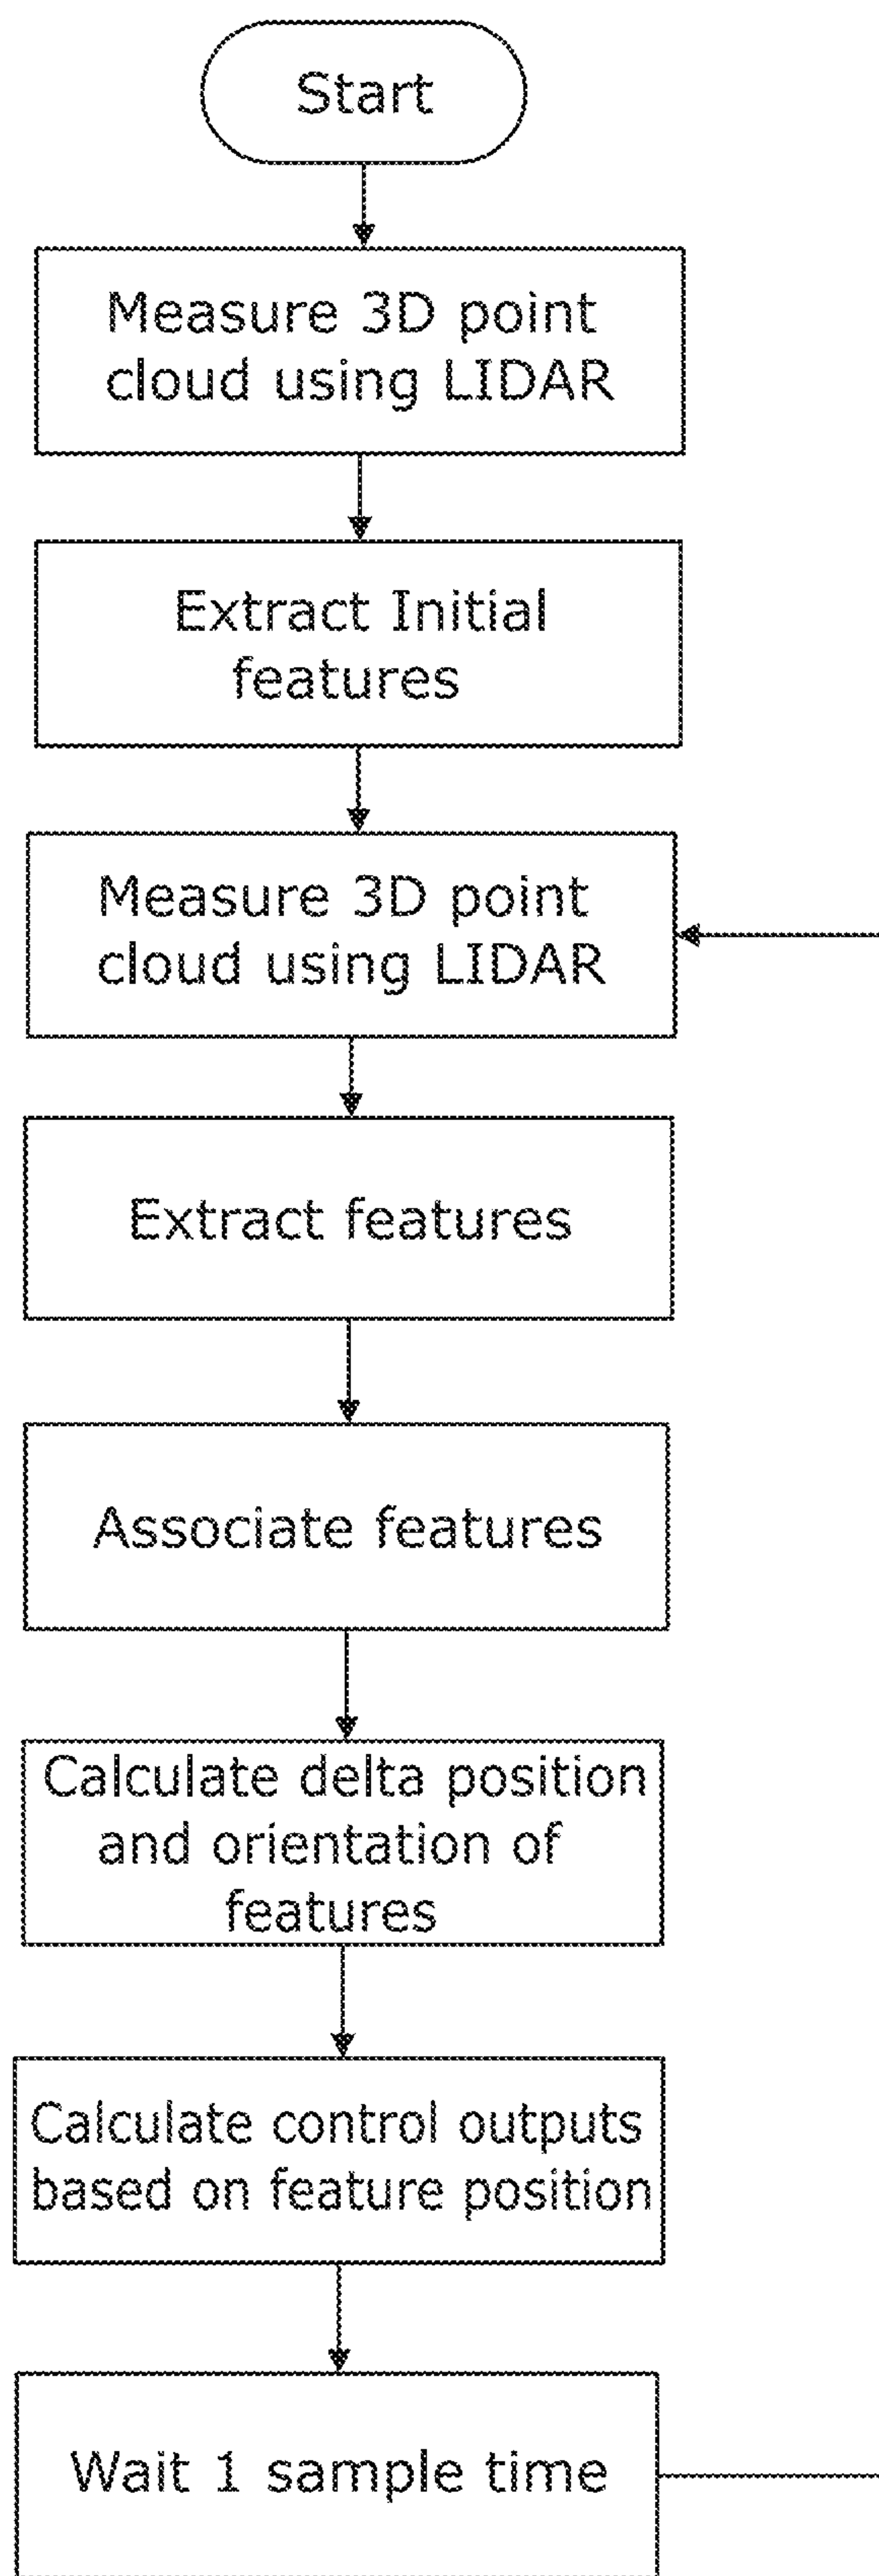 Start
Measure 3D point
cloud using LIDAR
Extract Initial
features
Measure 3D point
cloud using LIDAR
Extract features
Associate features
Calculate delta position
and orientation of
features
Calculate control outputs
based on feature position
Wait 1 sample time